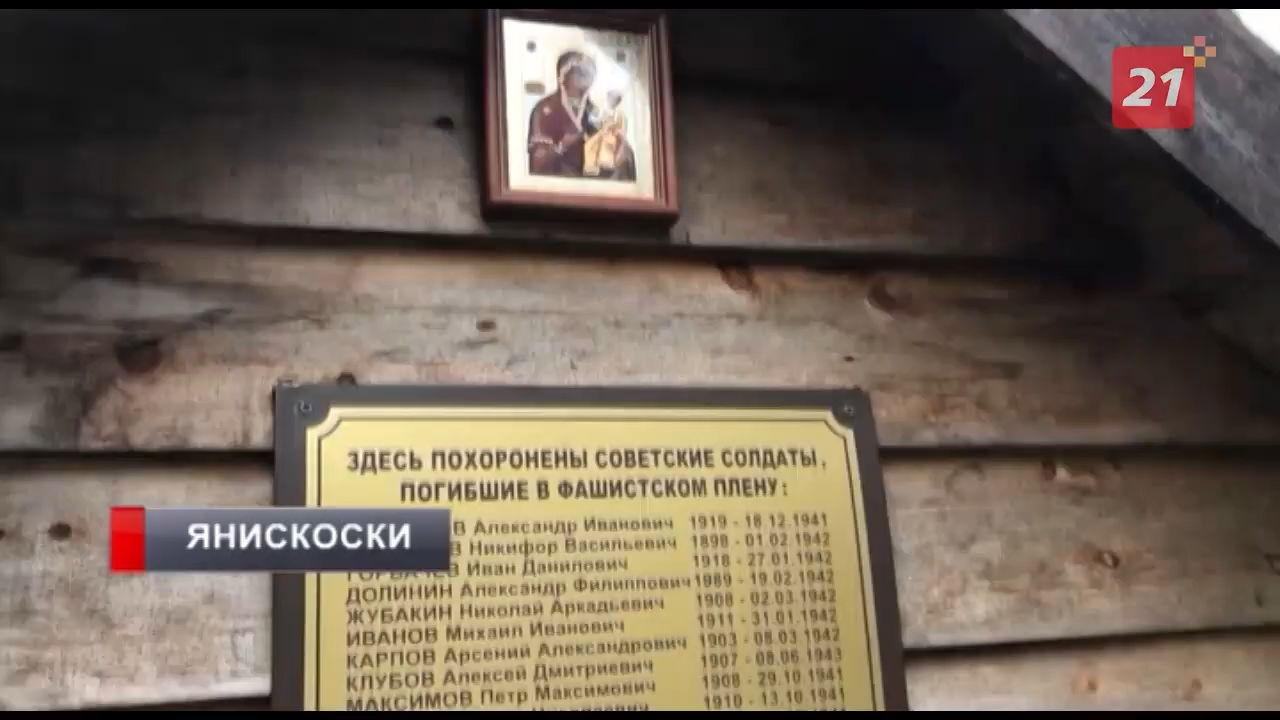 21
ЗДЕСЬ ПОХОРОНЕНЫ СОВЕТСКИЕ СОЛДАТЫ,
ПОГИБШИЕ В ФАШИСТСКОМ ПЛЕНУ:
В Александр Иванович 1919 - 18.12.1941
В Никифор Васильевич 1898 - 01.02.1942
ГОРБАЧЕВ Иван Данилович 1918 - 27.01.1942
ДОЛИНИН Александр Филиппович 1889 - 19.02.1942
ЖУБАКИН Николай Аркадьевич 1908 - 02.03.1942
ИВАНОВ Михаил Иванович 1911 - 31.01.1942
КАРПОВ Арсений Александрович 1903 - 08.03.1942
КЛУБОВ Алексей Дмитриевич 1907 - 08.06.1943
МАКСИМОВ Петр Максимович 1908 - 29.10.1941
1910 - 13.10.1941
ЯНИСКОСКИ